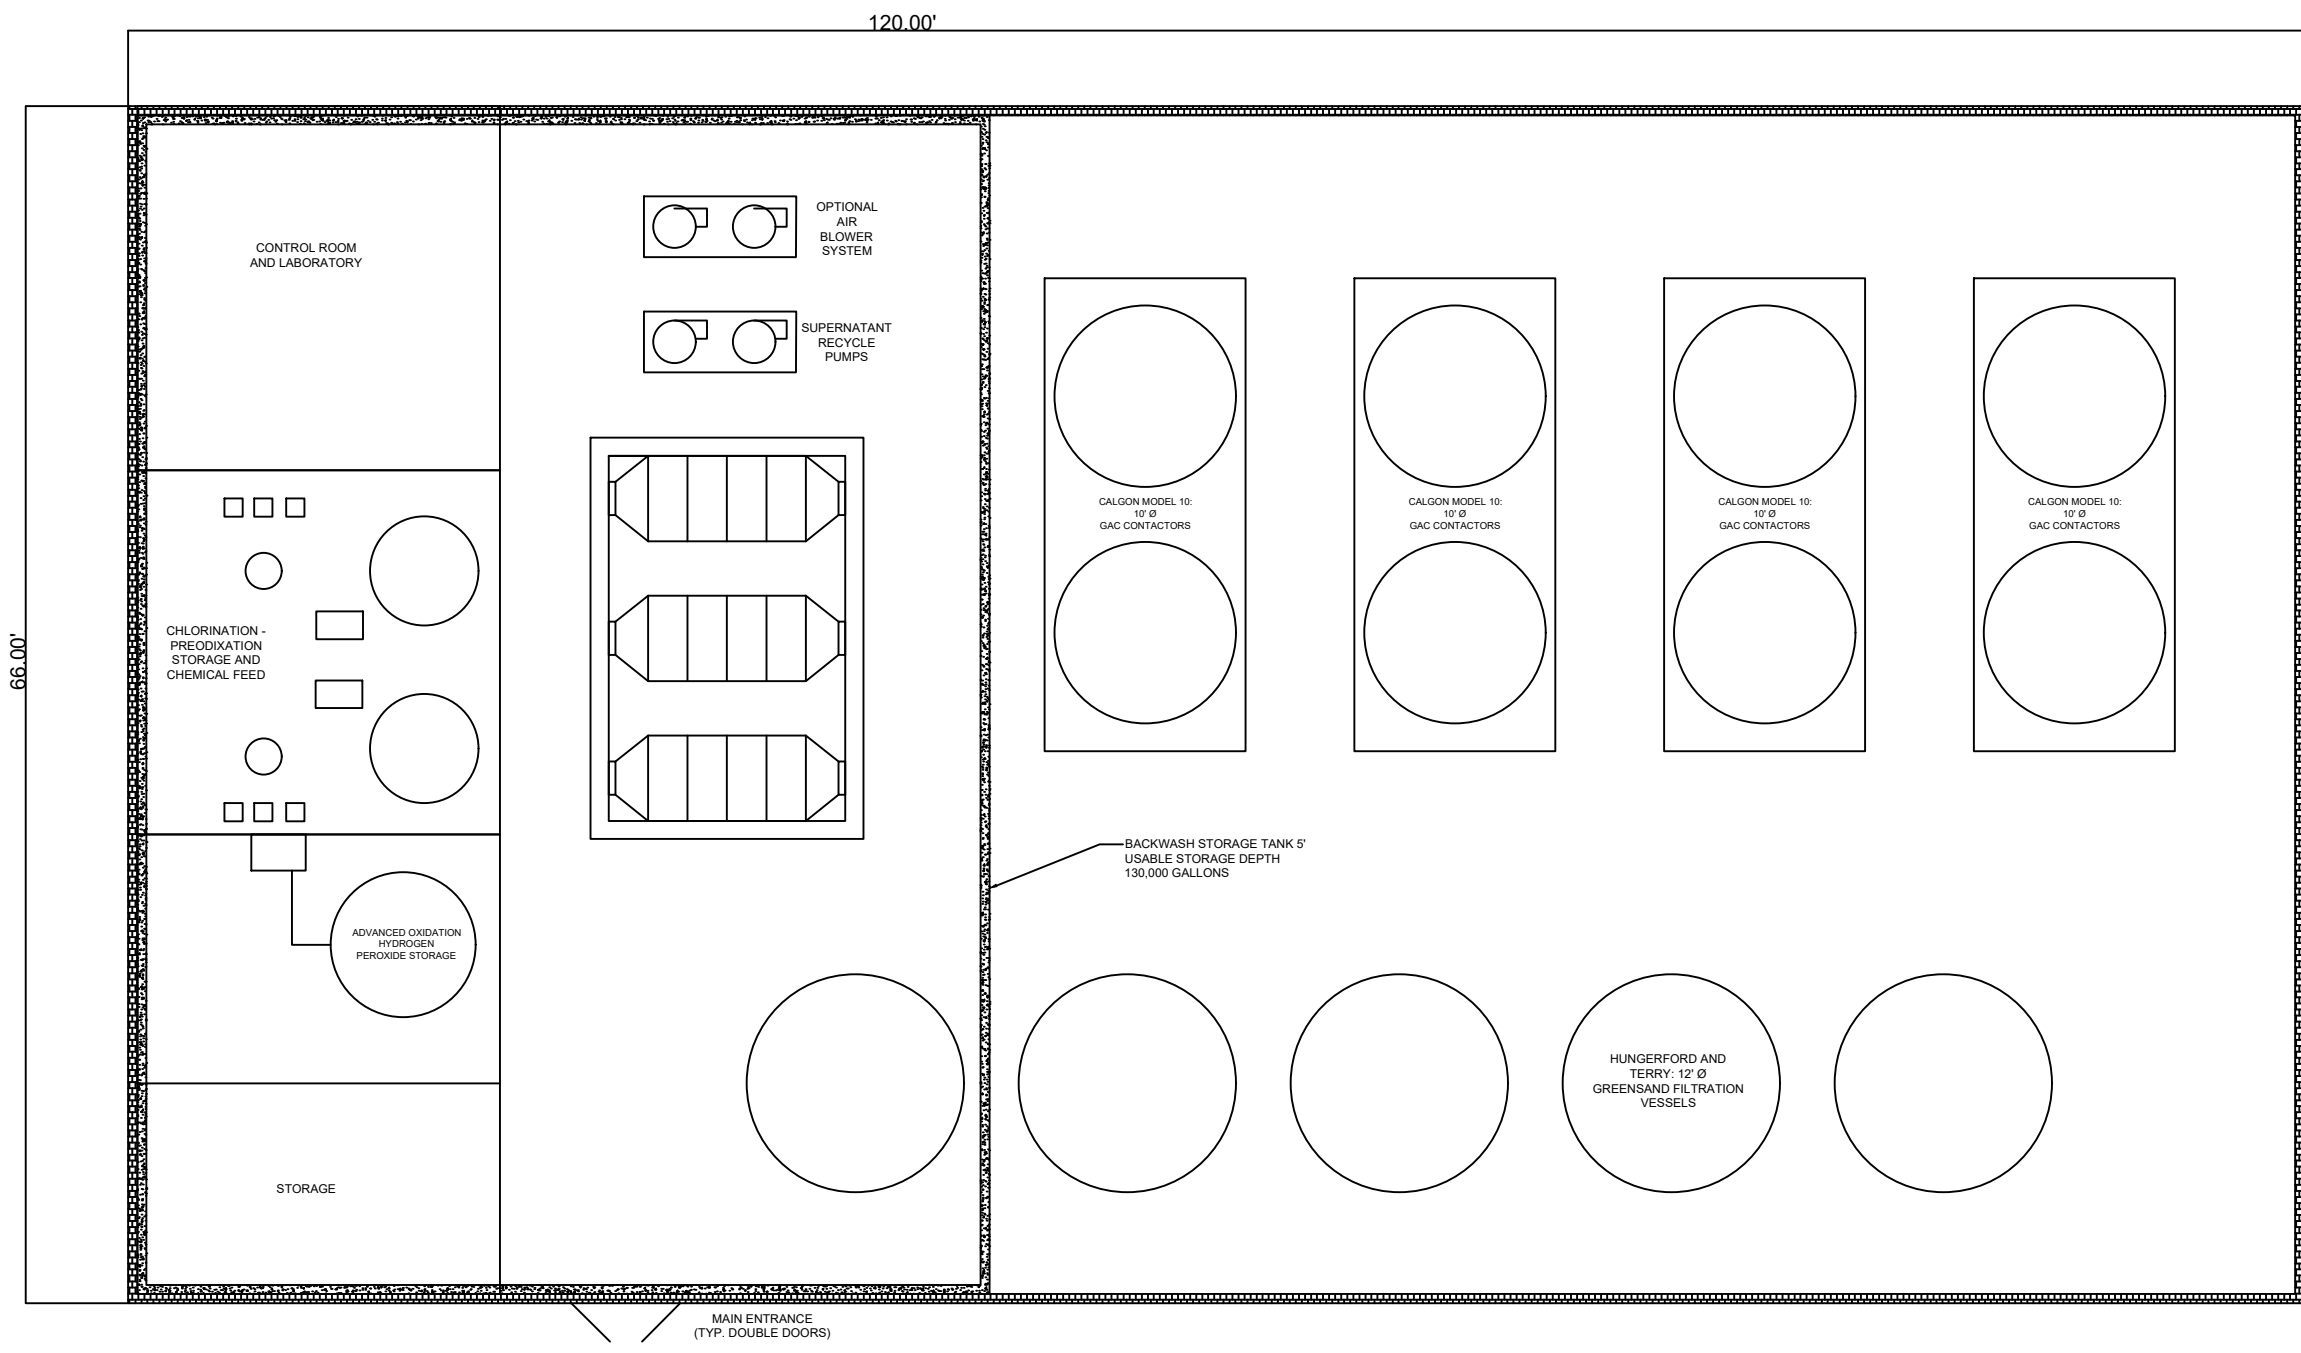 120.00'
66.00'
CONTROL ROOM
AND LABORATORY
OPTIONAL
AIR
BLOWER
SYSTEM
SUPERNATANT
RECYCLE
PUMPS
CALGON MODEL 10:
10' Ø
GAC CONTACTORS
CALGON MODEL 10:
10' Ø
GAC CONTACTORS
CALGON MODEL 10:
10' Ø
GAC CONTACTORS
CALGON MODEL 10:
10' Ø
GAC CONTACTORS
CHLORINATION -
PREODIXATION
STORAGE AND
CHEMICAL FEED
BACKWASH STORAGE TANK 5'
USABLE STORAGE DEPTH
130,000 GALLONS
ADVANCED OXIDATION
HYDROGEN
PEROXIDE STORAGE
HUNGERFORD AND
TERRY: 12' Ø
GREENSAND FILTRATION
VESSELS
STORAGE
MAIN ENTRANCE
(TYP. DOUBLE DOORS)